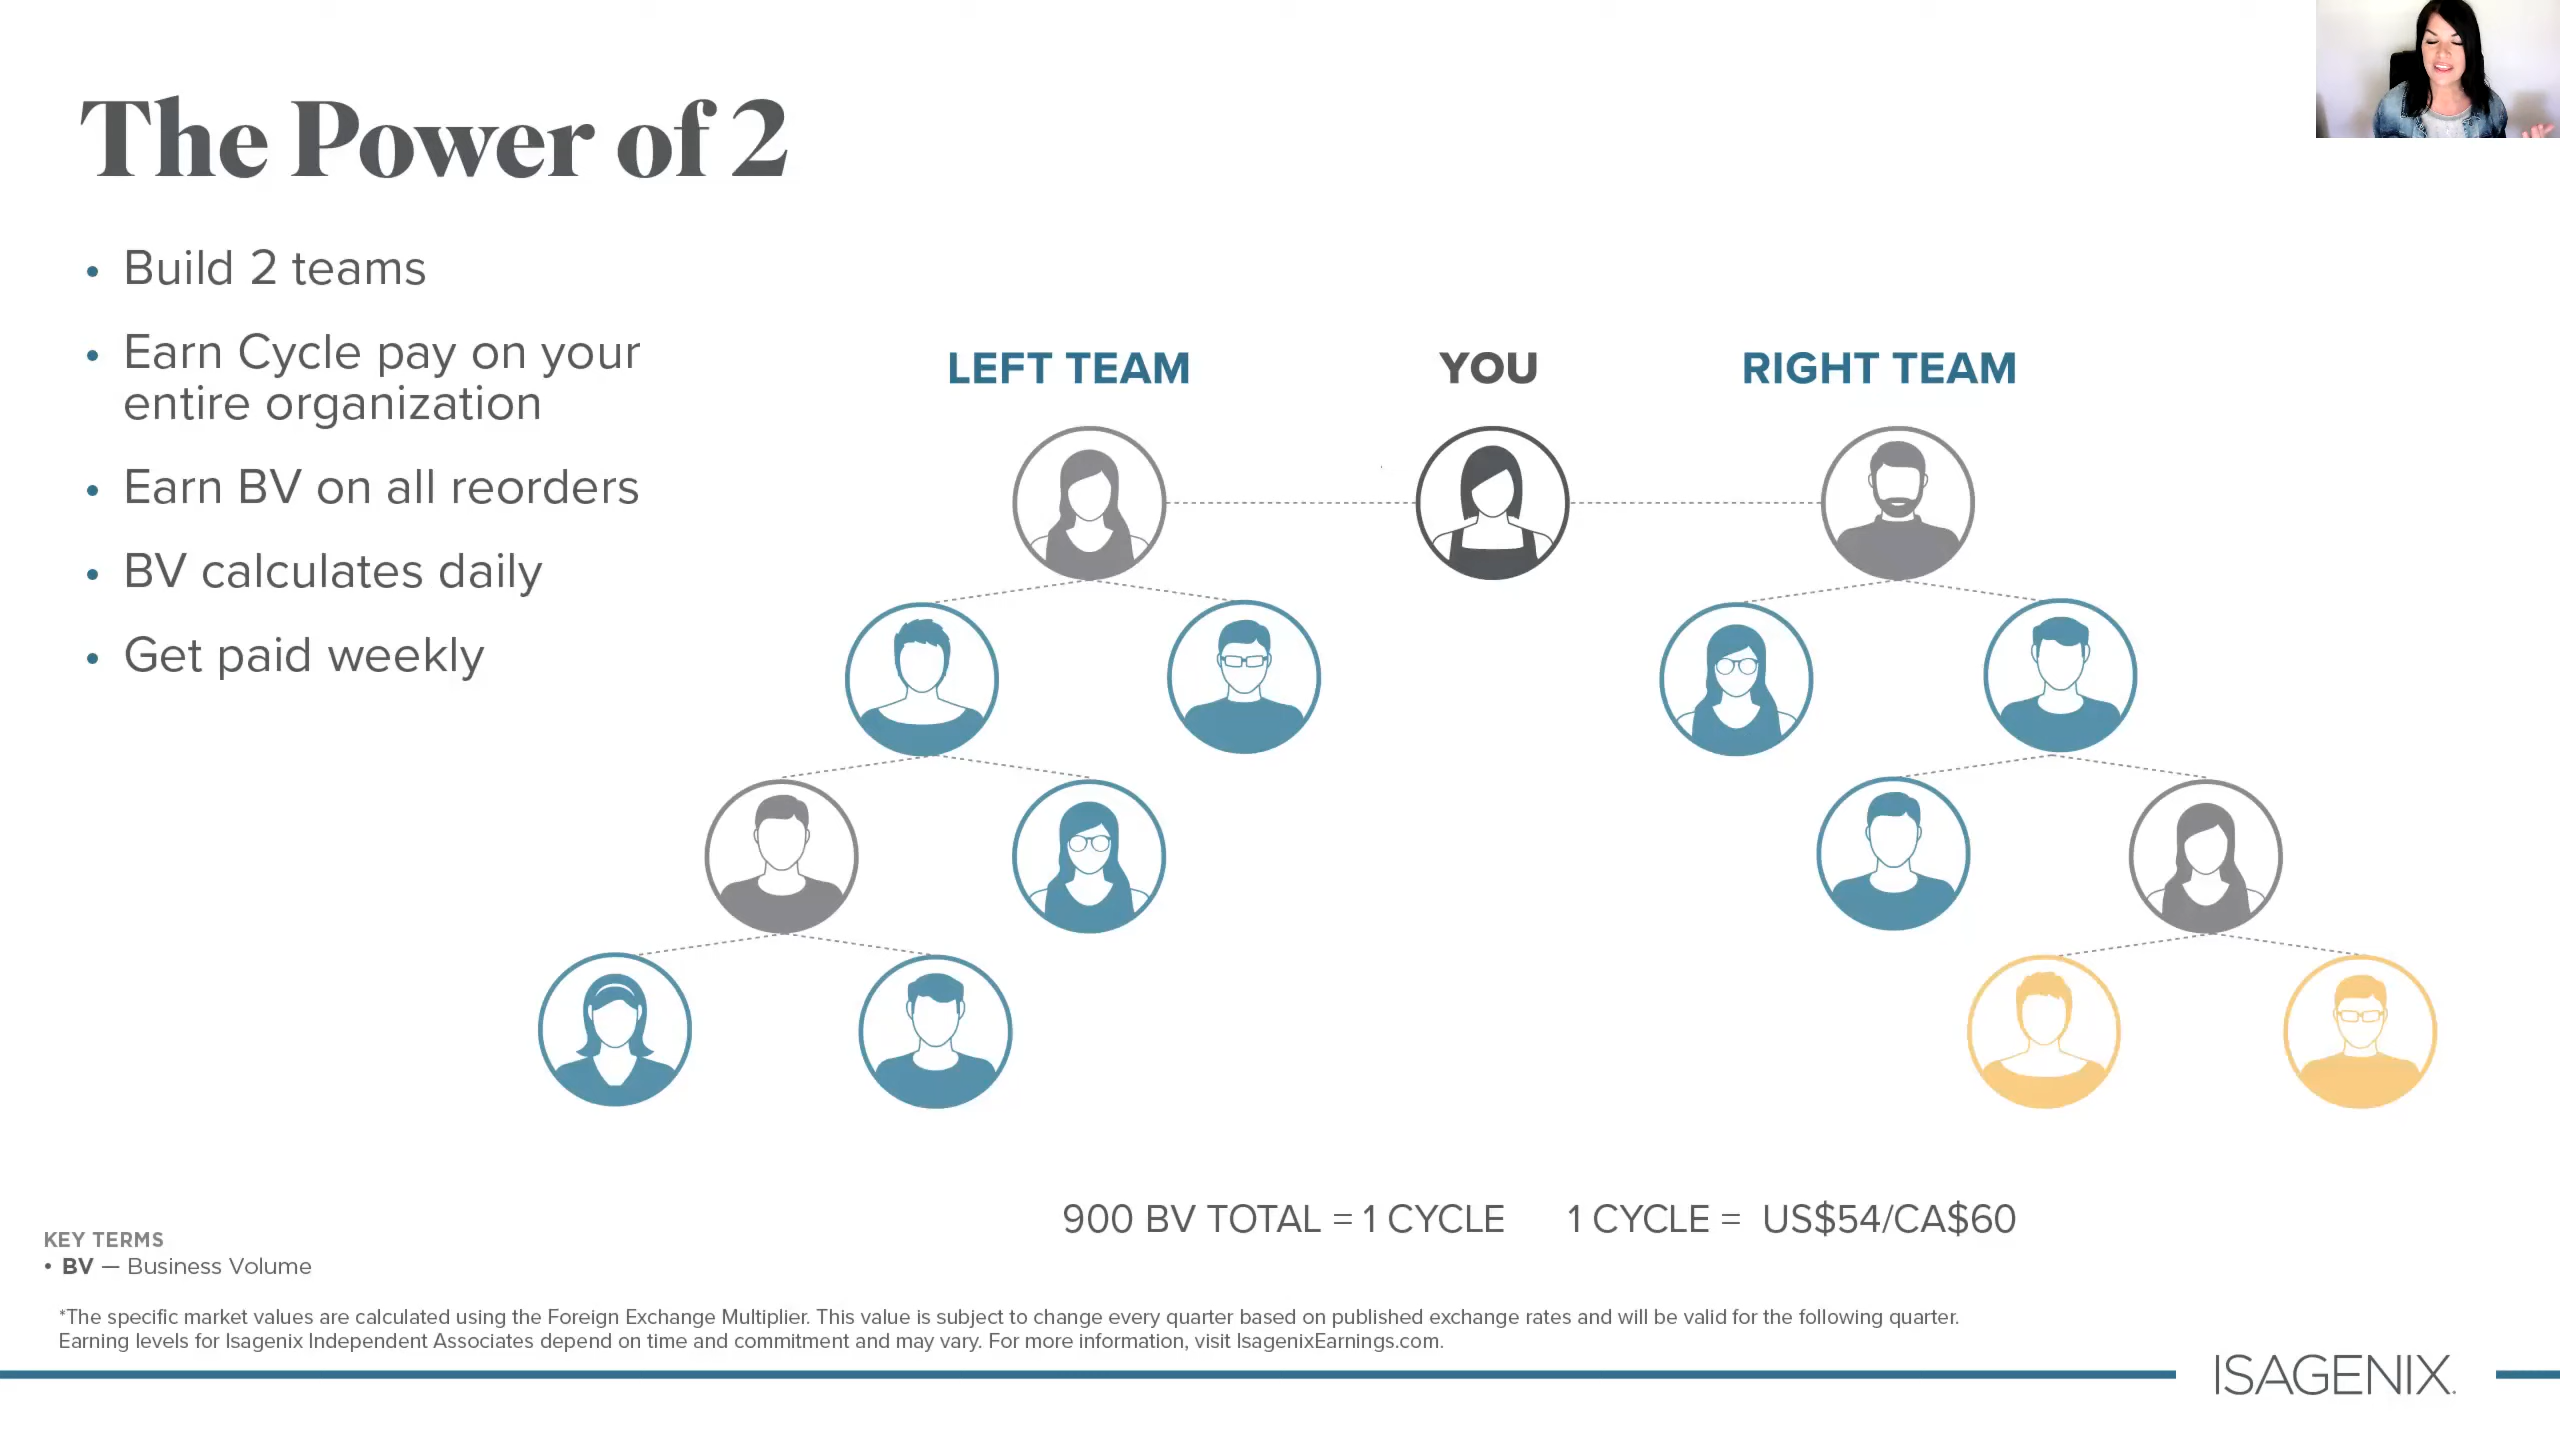 The Power of 2
• Build 2 teams
• Earn Cycle pay on your
entire organization
• Earn BV on all reorders
• BV calculates daily
• Get paid weekly
LEFT TEAM
YOU
RIGHT TEAM
900 BV TOTAL = 1 CYCLE
1 CYCLE = US$54/CA$60
KEY TERMS
• BV — Business Volume
*The specific market values are calculated using the Foreign Exchange Multiplier. This value is subject to change every quarter based on published exchange rates and will be valid for the following quarter.
Earning levels for Isagenix Independent Associates depend on time and commitment and may vary. For more information, visit IsagenixEarnings.com.
ISAGENIX.